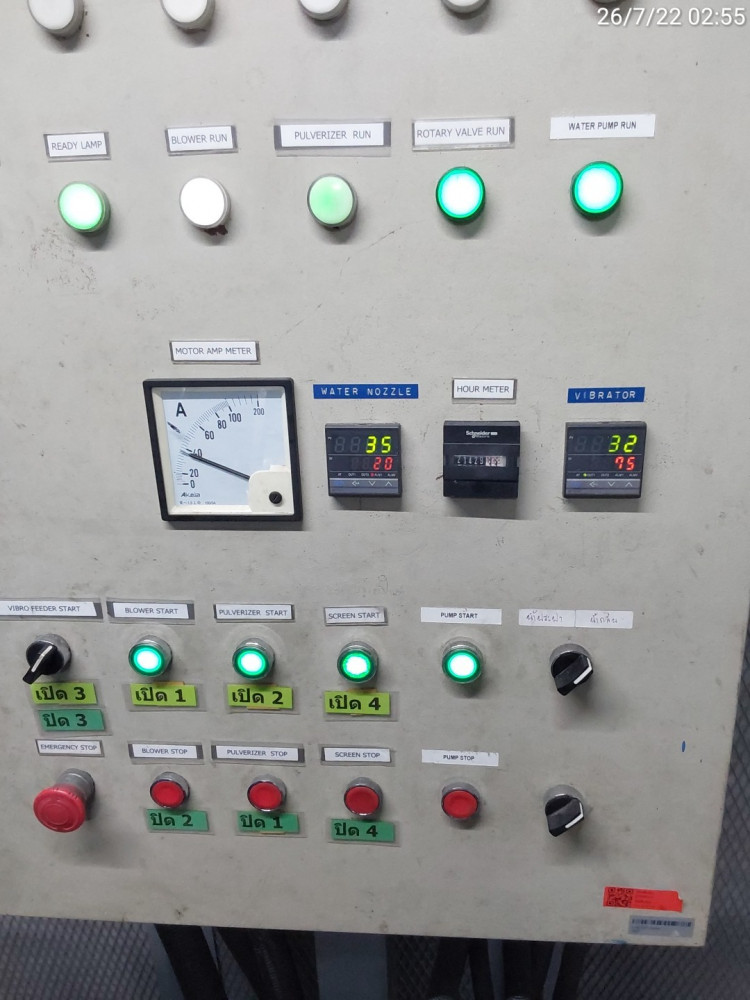 26/7/22 02:55
READY LAMP
BLOWER RUN
PULVERIZER RUN
ROTARY VALVE RUN
WATER PUMP RUN
MOTOR AMP METER
WATER NOZZLE
HOUR METER
VIBRATOR
A
200
100
80
60
40
20
0
35
20
Schneider
32
75
VIBRO FEEDER START
BLOWER START
PULVERIZER START
SCREEN START
PUMP START
เปิด 3
เปิด 1
เปิด 2
เปิด 4
ปิด 3
EMERGENCY STOP
BLOWER STOP
PULVERIZER STOP
SCREEN STOP
PUMP STOP
ปิด 2
ปิด 1
ปิด 4